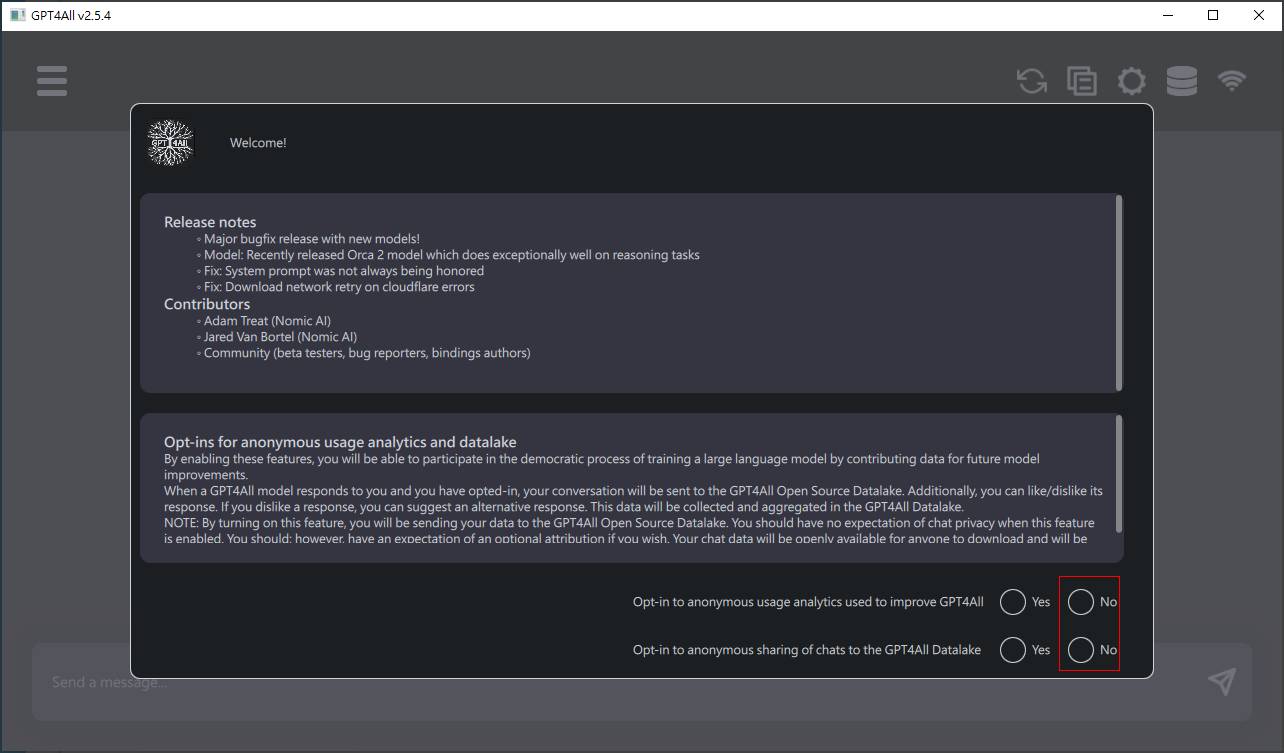 GPT4All v2.5.4
GPT4All
Welcome!
Release notes
◦ Major bugfix release with new models!
◦ Model: Recently released Orca 2 model which does exceptionally well on reasoning tasks
◦ Fix: System prompt was not always being honored
◦ Fix: Download network retry on cloudflare errors
Contributors
◦ Adam Treat (Nomic AI)
◦ Jared Van Bortel (Nomic AI)
◦ Community (beta testers, bug reporters, bindings authors)
Opt-ins for anonymous usage analytics and datalake
By enabling these features, you will be able to participate in the democratic process of training a large language model by contributing data for future model
improvements.
When a GPT4All model responds to you and you have opted-in, your conversation will be sent to the GPT4All Open Source Datalake. Additionally, you can like/dislike its
response. If you dislike a response, you can suggest an alternative response. This data will be collected and aggregated in the GPT4All Datalake.
NOTE: By turning on this feature, you will be sending your data to the GPT4All Open Source Datalake. You should have no expectation of chat privacy when this feature
is enabled. You should; however, have an expectation of an optional attribution if you wish. Your chat data will be openly available for anyone to download and will be
Opt-in to anonymous usage analytics used to improve GPT4All Yes No
Opt-in to anonymous sharing of chats to the GPT4All Datalake Yes No
Send a message...